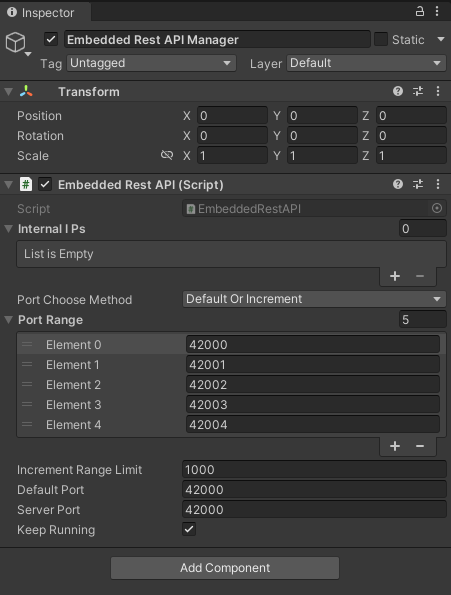 Inspector
Embedded Rest API Manager Static
Tag Untagged Layer Default
Transform
Position X 0 Y 0 Z 0
Rotation X 0 Y 0 Z 0
Scale X 1 Y 1 Z 1
# Embedded Rest API (Script)
Script # EmbeddedRestAPI
Internal I Ps 0
List is Empty
+ −
Port Choose Method Default Or Increment
Port Range 5
Element 0 42000
Element 1 42001
Element 2 42002
Element 3 42003
Element 4 42004
+ −
Increment Range Limit 1000
Default Port 42000
Server Port 42000
Keep Running
Add Component